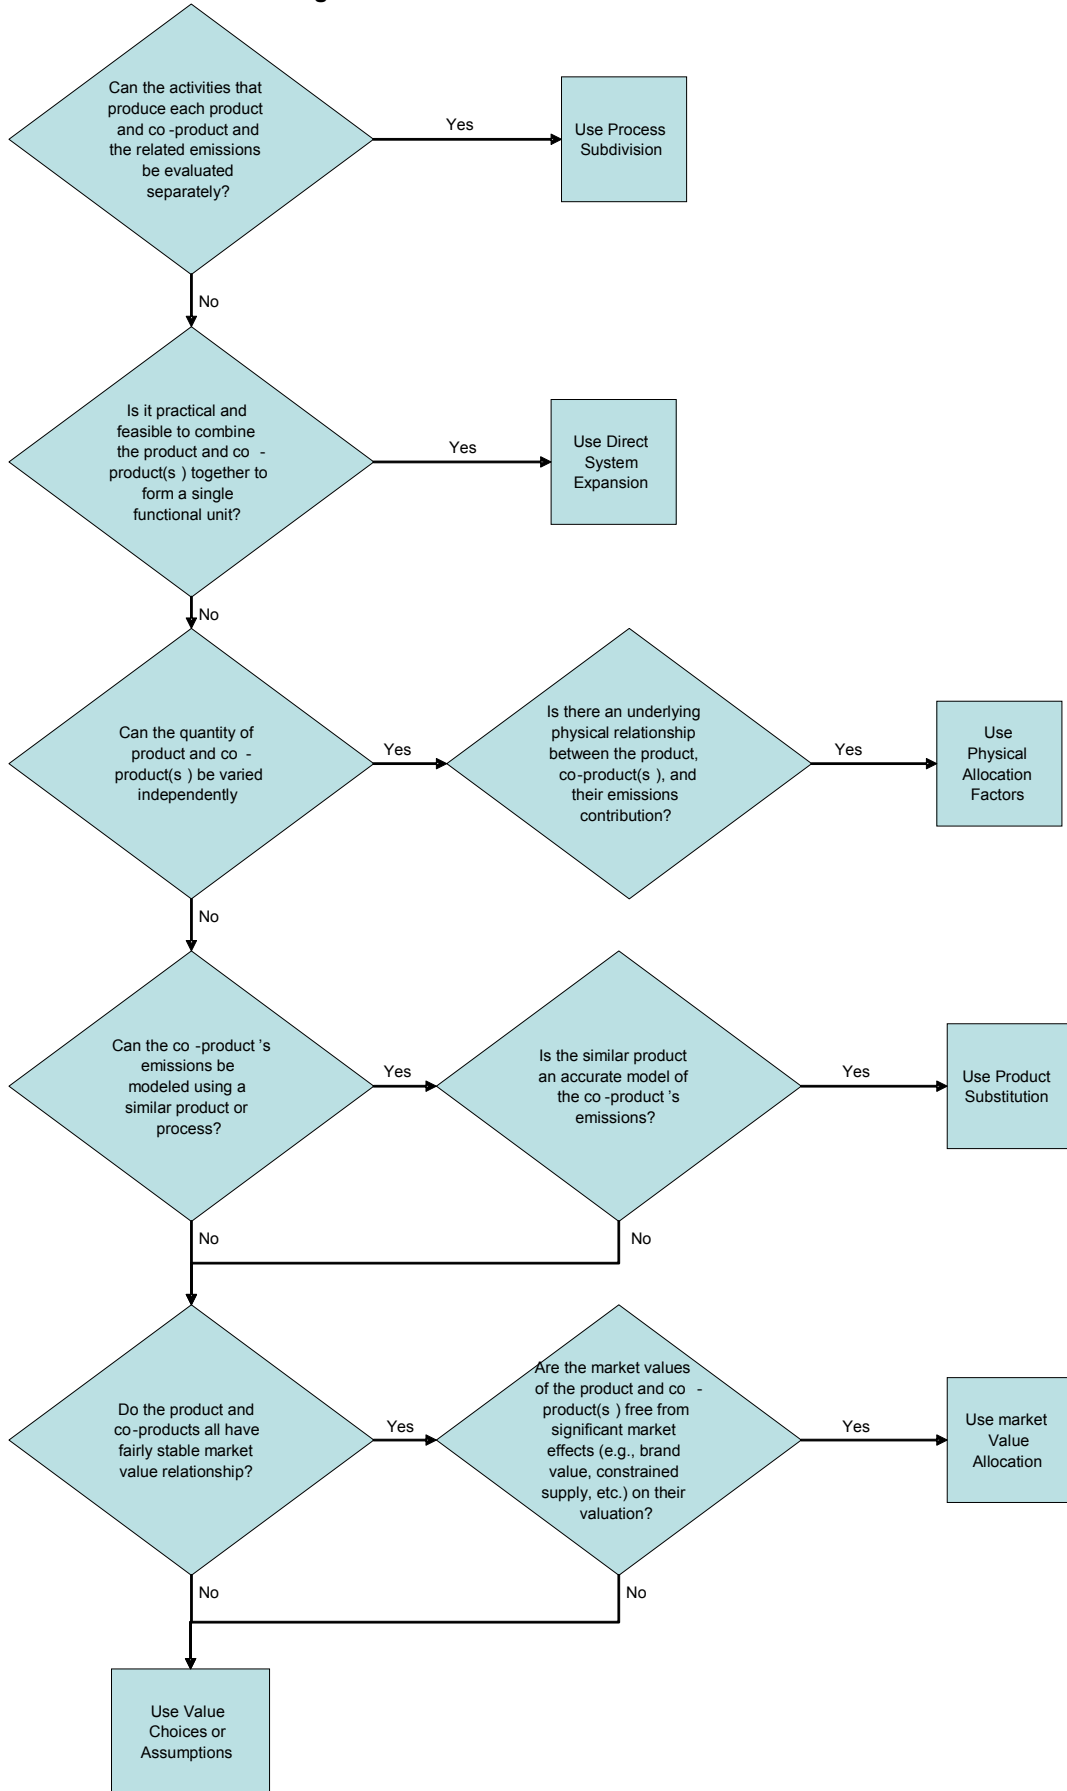 Can the activities that
produce each product
and co -product and
the related emissions
be evaluated
separately?
Yes
Use Process
Subdivision
No
Is it practical and
feasible to combine
the product and co -
product(s ) together to
form a single
functional unit?
Yes
Use Direct
System
Expansion
No
Can the quantity of
product and co -
product(s ) be varied
independently
Yes
Is there an underlying
physical relationship
between the product,
co-product(s ), and
their emissions
contribution?
Yes
Use
Physical
Allocation
Factors
No
Can the co -product 's
emissions be
modeled using a
similar product or
process?
Yes
Is the similar product
an accurate model of
the co -product 's
emissions?
Yes
Use Product
Substitution
No
No
Do the product and
co-products all have
fairly stable market
value relationship?
Yes
Are the market values
of the product and co -
product(s ) free from
significant market
effects (e.g., brand
value, constrained
supply, etc.) on their
valuation?
Yes
Use market
Value
Allocation
No
No
Use Value
Choices or
Assumptions